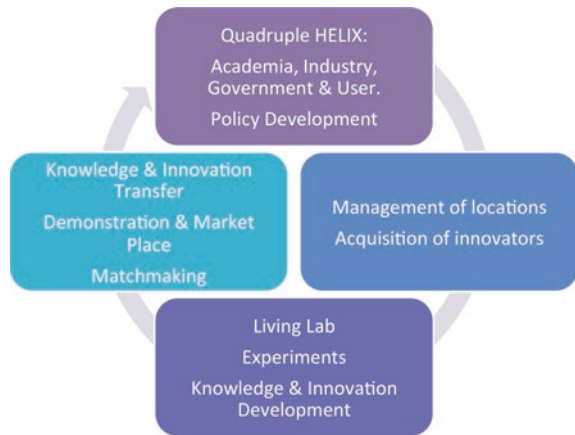 Quadruple HELIX:
Academia, Industry,
Government & User.
Policy Development
Knowledge & Innovation
Transfer
Demonstration & Market
Place
Matchmaking
Management of locations
Acquisition of innovators
Living Lab
Experiments
Knowledge & Innovation
Development